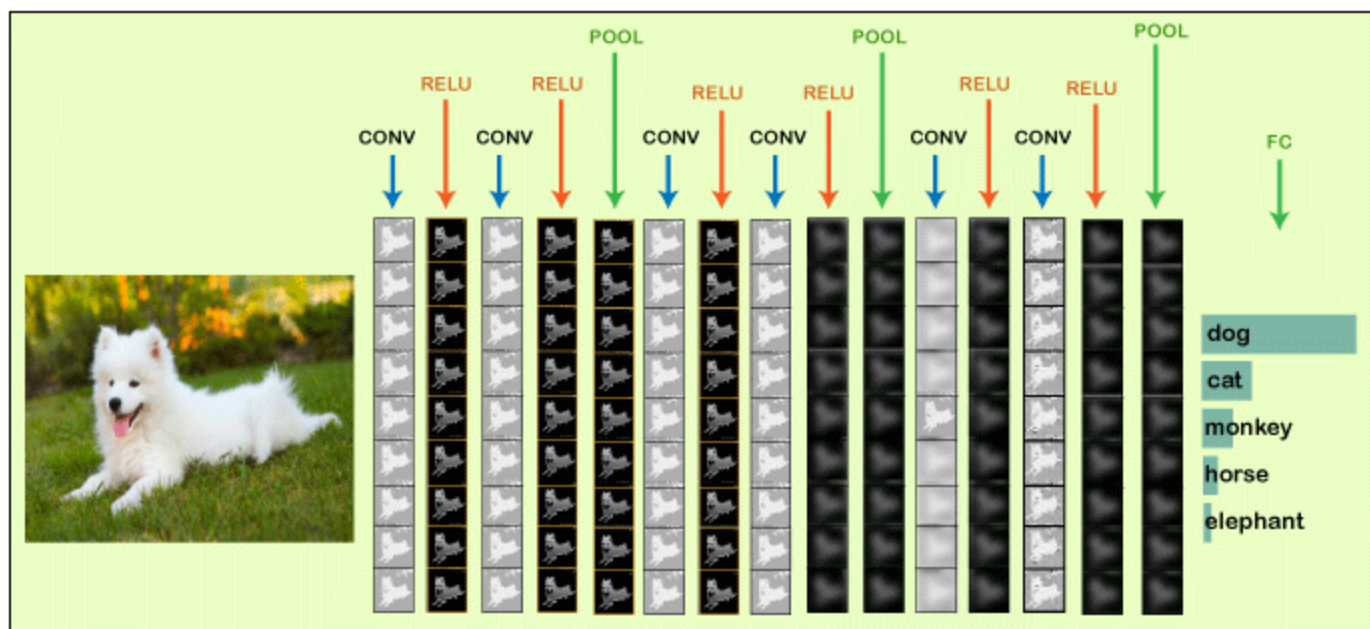 POOL POOL POOL
RELU RELU RELU RELU RELU RELU
CONV CONV CONV CONV CONV CONV FC
dog
cat
monkey
horse
elephant